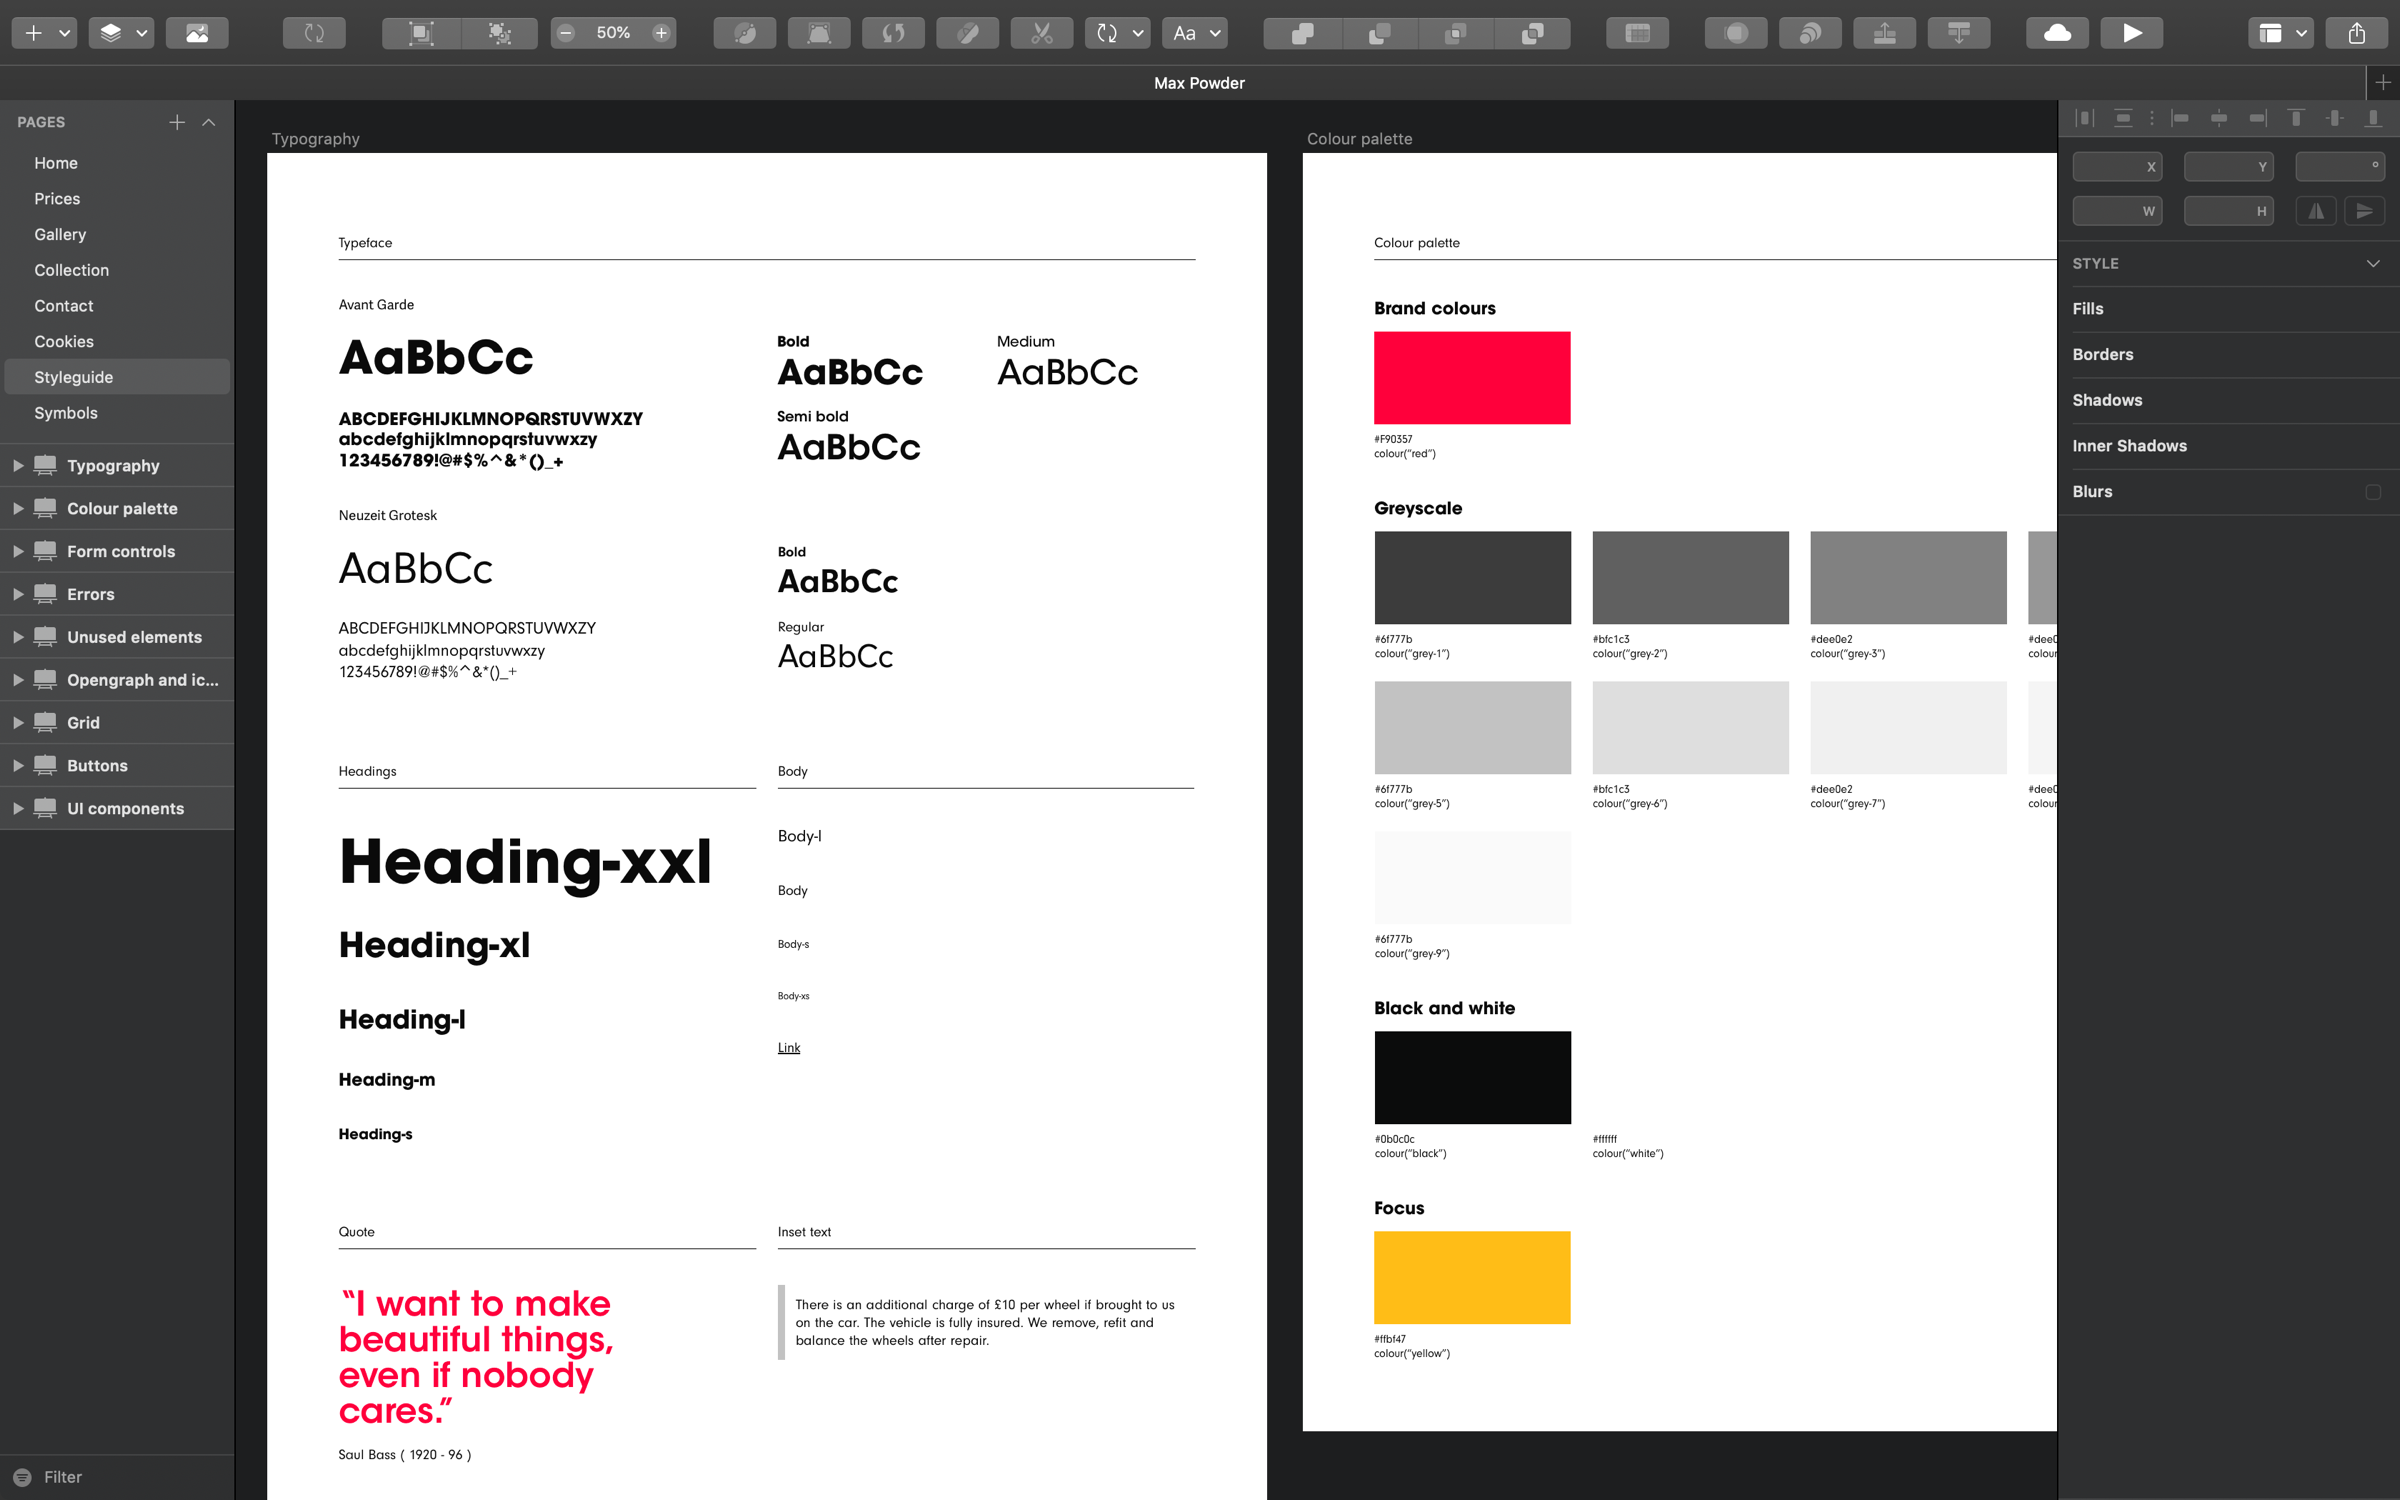 50%
Aa
Max Powder
PAGES
Home
Prices
Gallery
Collection
Contact
Cookies
Styleguide
Symbols
Typography
Colour palette
Form controls
Errors
Unused elements
Opengraph and ic...
Grid
Buttons
UI components
Filter
Typography
Typeface
Avant Garde
AaBbCc
ABCDEFGHIJKLMNOPQRSTUVWXZY
abcdefghijklmnopqrstuvwxzy
123456789!@#$%^&*()_+
Bold
AaBbCc
Medium
AaBbCc
Semi bold
AaBbCc
Neuzeit Grotesk
AaBbCc
ABCDEFGHIJKLMNOPQRSTUVWXZY
abcdefghijklmnopqrstuvwxzy
123456789!@#$%^&*()_+
Bold
AaBbCc
Regular
AaBbCc
Headings
Heading-xxl
Heading-xl
Heading-l
Heading-m
Heading-s
Body
Body-l
Body
Body-s
Body-xs
Link
Quote
“I want to make
beautiful things,
even if nobody
cares.”
Saul Bass ( 1920 - 96 )
Inset text
There is an additional charge of £10 per wheel if brought to us
on the car. The vehicle is fully insured. We remove, refit and
balance the wheels after repair.
Colour palette
Colour palette
Brand colours
#F90357
colour(“red”)
Greyscale
#6f777b
colour(“grey-1”)
#bfc1c3
colour(“grey-2”)
#dee0e2
colour(“grey-3”)
#dee0
colour
#6f777b
colour(“grey-5”)
#bfc1c3
colour(“grey-6”)
#dee0e2
colour(“grey-7”)
#dee0
colour
#6f777b
colour(“grey-9”)
Black and white
#0b0c0c
colour(“black”)
#ffffff
colour(“white”)
Focus
#ffbf47
colour(“yellow”)
X
Y
°
W
H
STYLE
Fills
Borders
Shadows
Inner Shadows
Blurs